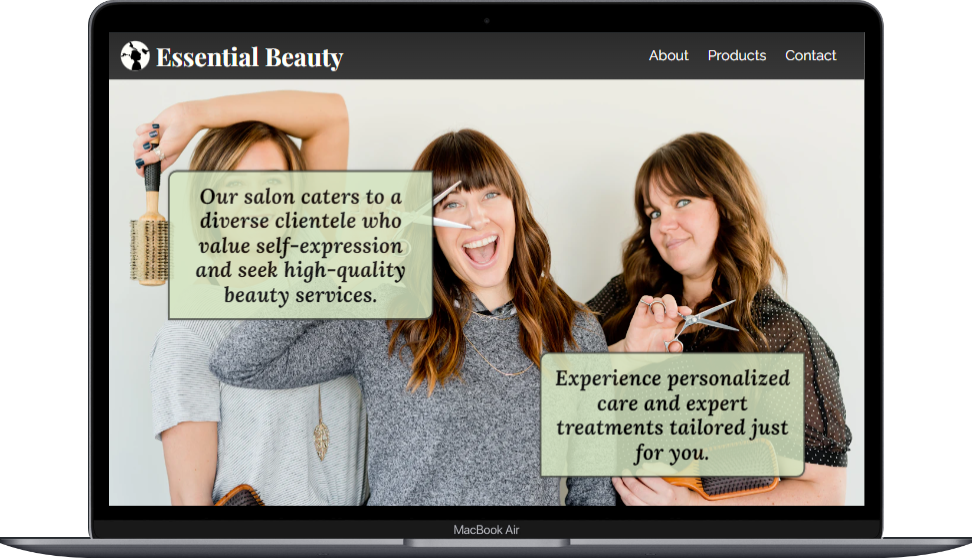 Essential Beauty
About Products Contact
Our salon caters to a
diverse clientele who
value self-expression
and seek high-quality
beauty services.
Experience personalized
care and expert
treatments tailored just
for you.
MacBook Air